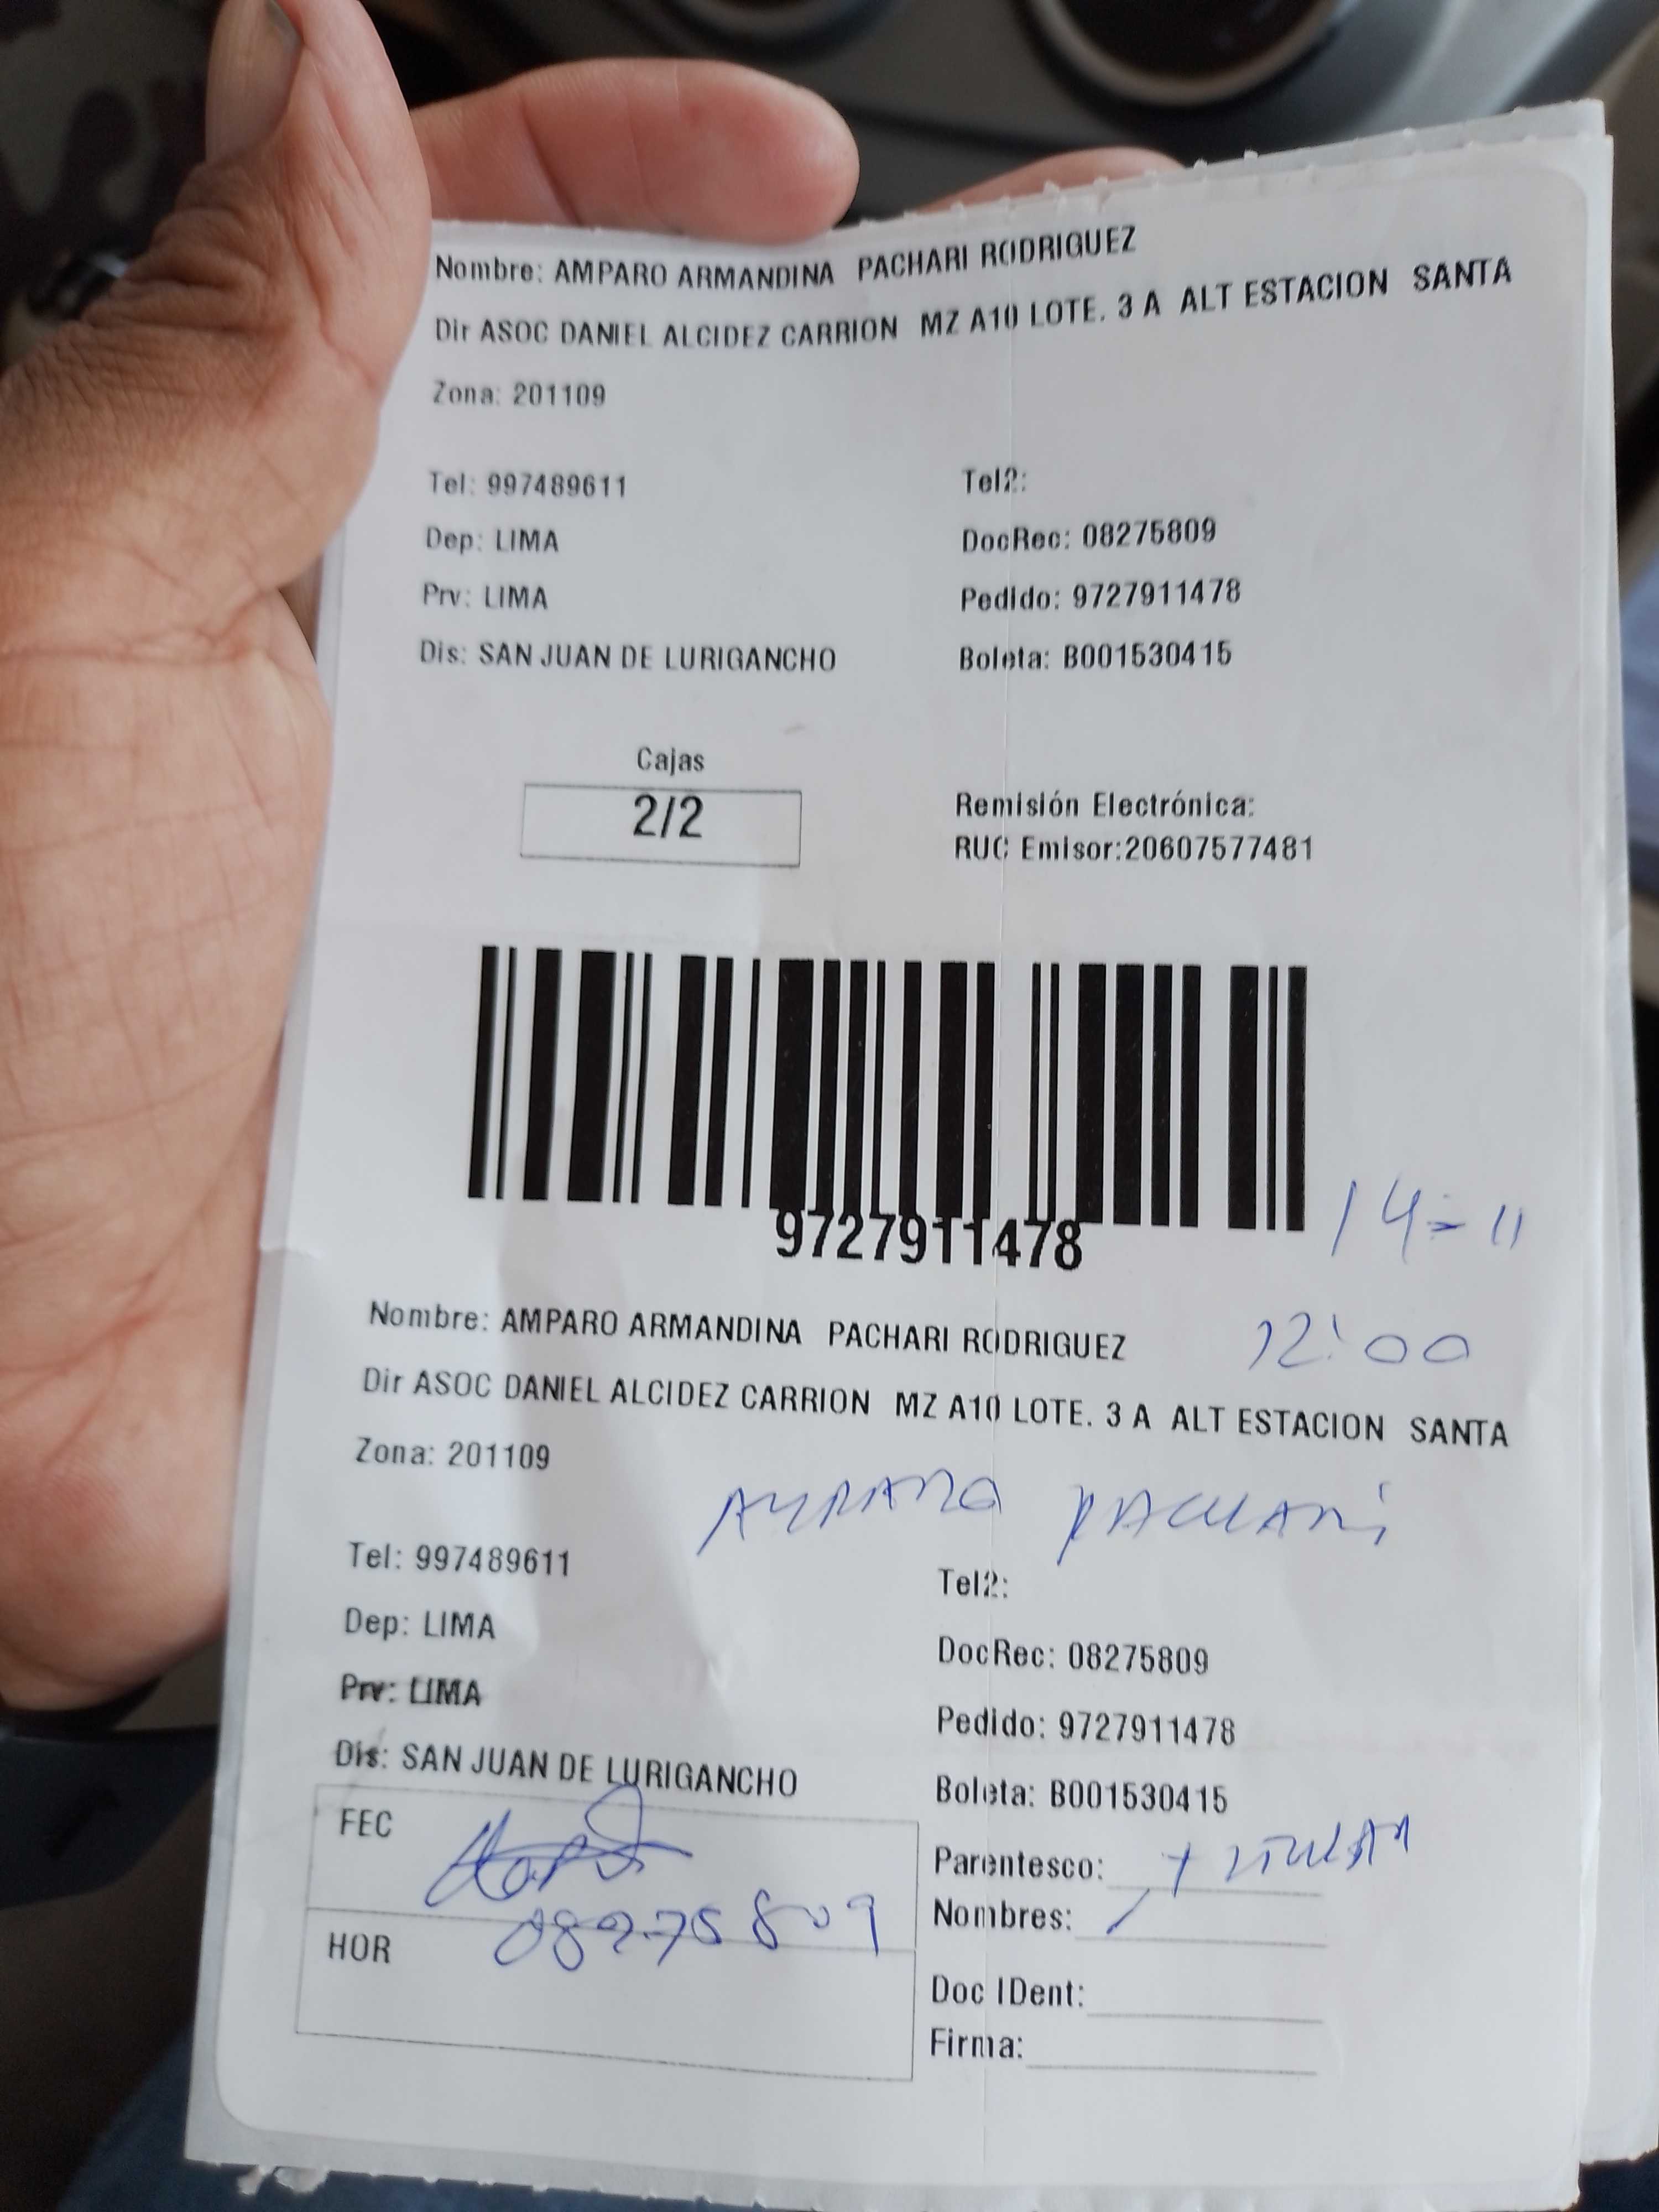 Nombre: AMPARO ARMANDINA PACHARI RODRIGUEZ
Dir ASOC DANIEL ALCIDEZ CARRION MZ A10 LOTE. 3 A ALT ESTACION SANTA
Zona: 201109
Tel: 997489611 Tel2:
Dep: LIMA DocRec: 08275809
Prv: LIMA Pedido: 9727911478
Dis: SAN JUAN DE LURIGANCHO Boleta: B001530415
Cajas
2/2
Remisión Electrónica:
RUC Emisor:20607577481
9727911478
14-11
12:00
Nombre: AMPARO ARMANDINA PACHARI RODRIGUEZ
Dir ASOC DANIEL ALCIDEZ CARRION MZ A10 LOTE. 3 A ALT ESTACION SANTA
Zona: 201109
AMPARO PACHARi
Tel: 997489611 Tel2:
Dep: LIMA DocRec: 08275809
Prv: LIMA Pedido: 9727911478
Dis: SAN JUAN DE LURIGANCHO Boleta: B001530415
FEC
Parentesco: TITULAR
Nombres:
08275809
HOR
Doc IDent:
Firma: